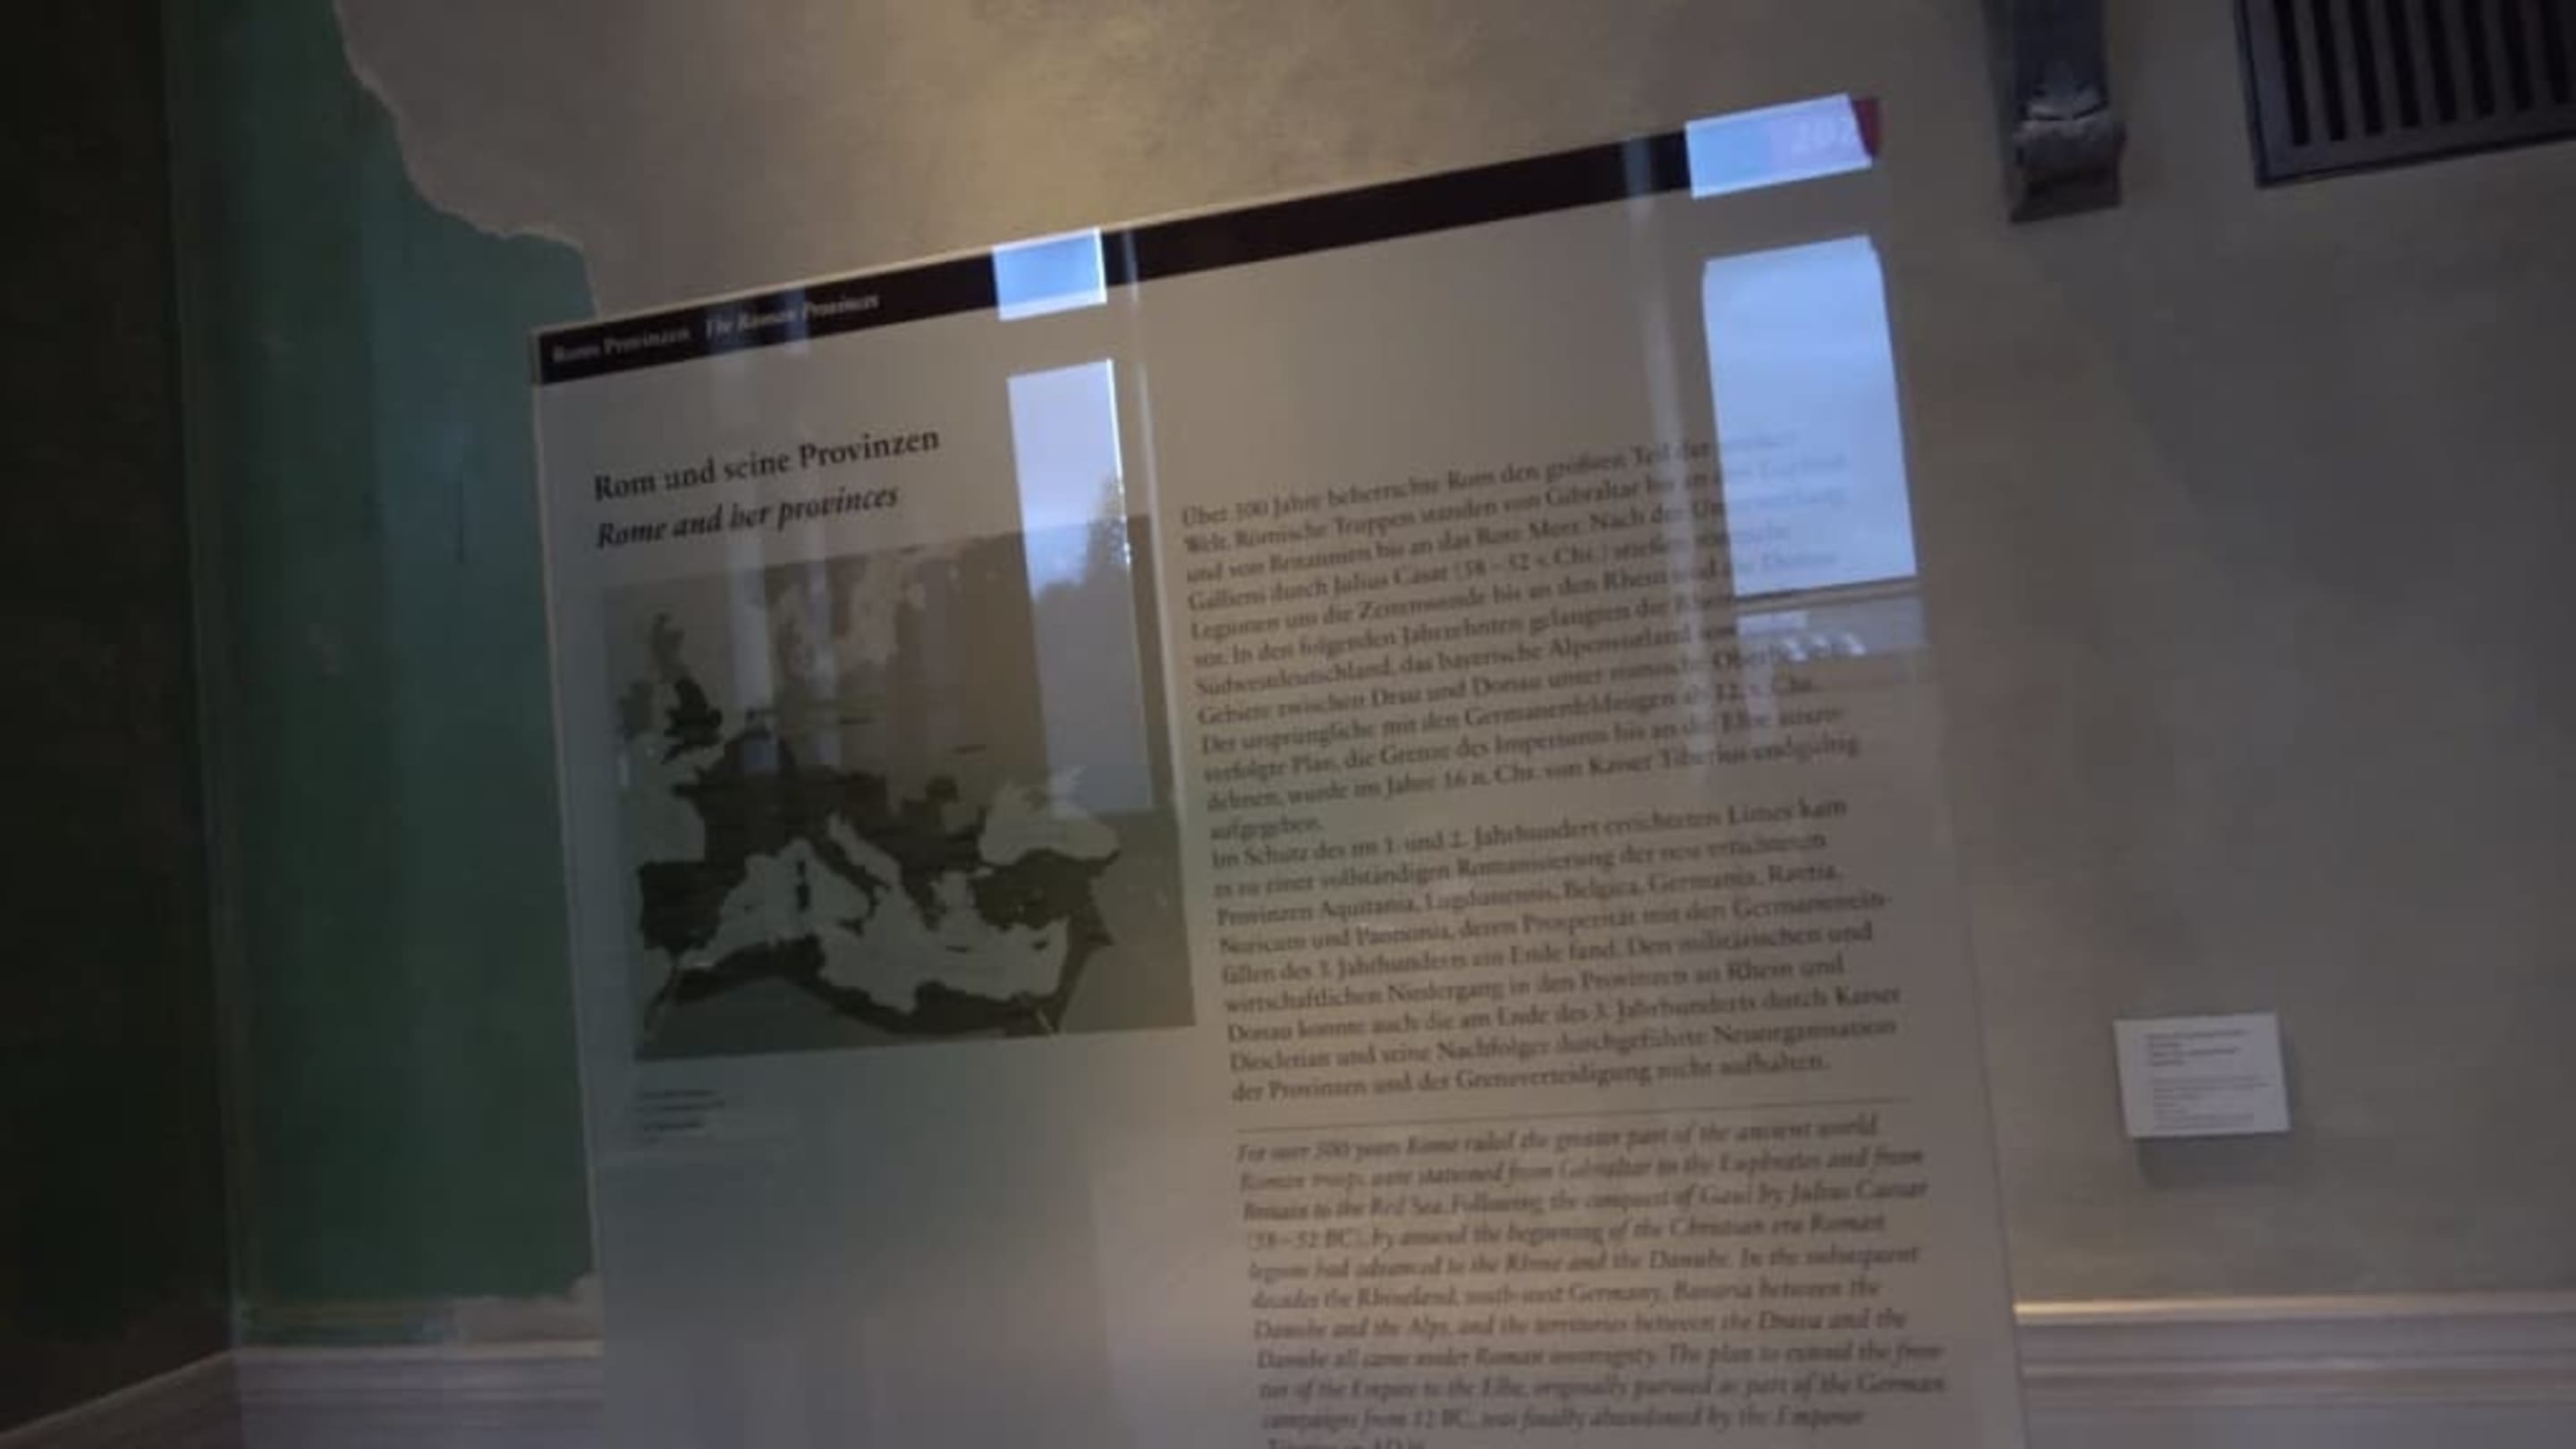 Roms Provinzen The Roman Provinces
202
Rom und seine Provinzen
Rome and her provinces
Über 500 Jahre beherrschte Rom den großen Teil der
Welt. Römische Truppen standen von Gibraltar bis an den
und von Britannien bis an das Rote Meer. Nach der
Galliens durch Julius Cäsar (58 – 52 v. Chr.) stießen römische
Legionen um die Zeitenwende bis an den Rhein und die Donau
vor. In den folgenden Jahrzehnten gelangten das
Südwestdeutschland, das bayerische Alpenvorland
Gebiete zwischen Drau und Donau unter römische
Der ursprünglich mit den Germanenfeldzügen ab 12 v. Chr.
verfolgte Plan, die Grenze des Imperiums bis an die Elbe auszu-
dehnen, wurde im Jahre 16 n. Chr. von Kaiser Tiberius endgültig
aufgegeben.
Im Schutz des im 1. und 2. Jahrhundert errichteten Limes kam
es zu einer vollständigen Romanisierung der neu errichteten
Provinzen Aquitania, Lugdunensis, Belgica, Germania, Raetia,
Noricum und Pannonia, deren Prosperität mit den Germanenein-
fällen des 3. Jahrhunderts ein Ende fand. Den militärischen und
wirtschaftlichen Niedergang in den Provinzen an Rhein und
Donau konnte auch die am Ende des 3. Jahrhunderts durch Kaiser
Diocletian und seine Nachfolger durchgeführte Neuorganisation
der Provinzen und der Grenzverteidigung nicht aufhalten.
For over 500 years Rome ruled the greater part of the ancient world.
Roman troops were stationed from Gibraltar to the Euphrates and from
Britain to the Red Sea. Following the conquest of Gaul by Julius Caesar
(58 – 52 BC), by around the beginning of the Christian era Roman
legions had advanced to the Rhine and the Danube. In the subsequent
decades the Rhineland, south-west Germany, Bavaria between the
Danube and the Alps, and the territories between the Drava and the
Danube all came under Roman sovereignty. The plan to extend the fron-
tier of the Empire to the Elbe, originally pursued as part of the German
campaigns from 12 BC, was finally abandoned by the Emperor